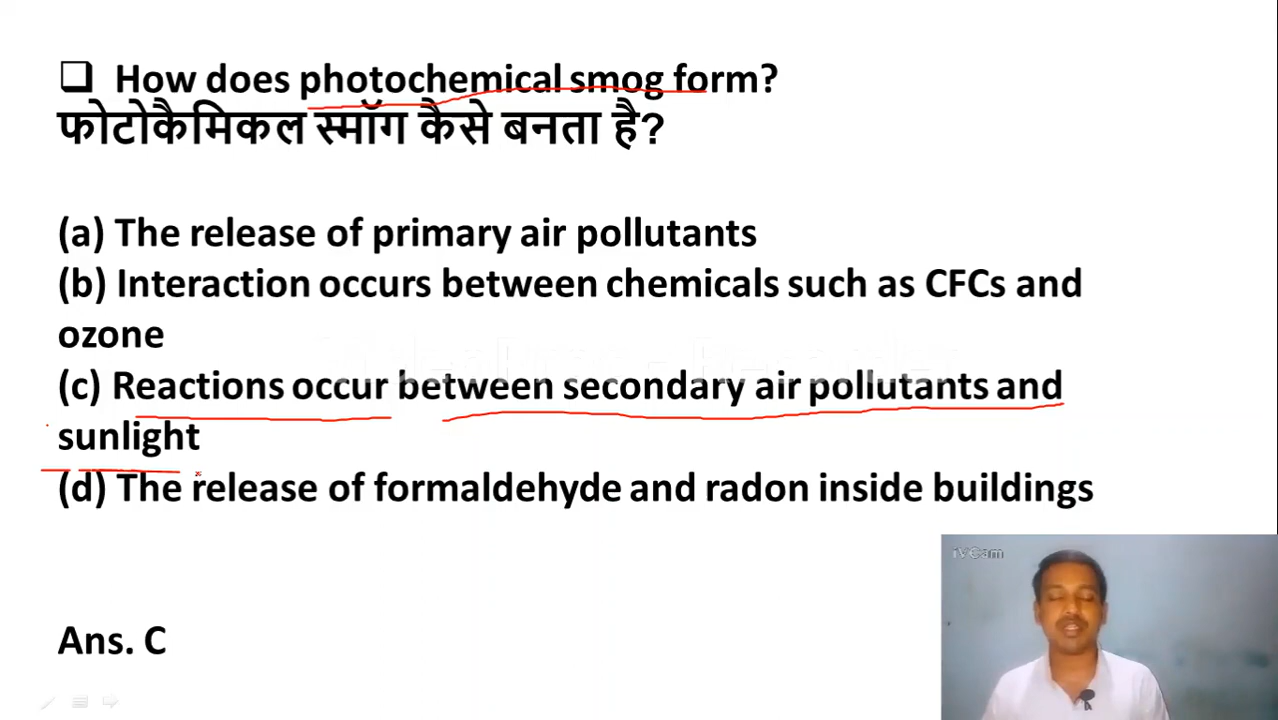 How does photochemical smog form?
फोटोकैमिकल स्मॉग कैसे बनता है?
(a) The release of primary air pollutants
(b) Interaction occurs between chemicals such as CFCs and
ozone
(c) Reactions occur between secondary air pollutants and
sunlight
(d) The release of formaldehyde and radon inside buildings
iVCam
Ans. C